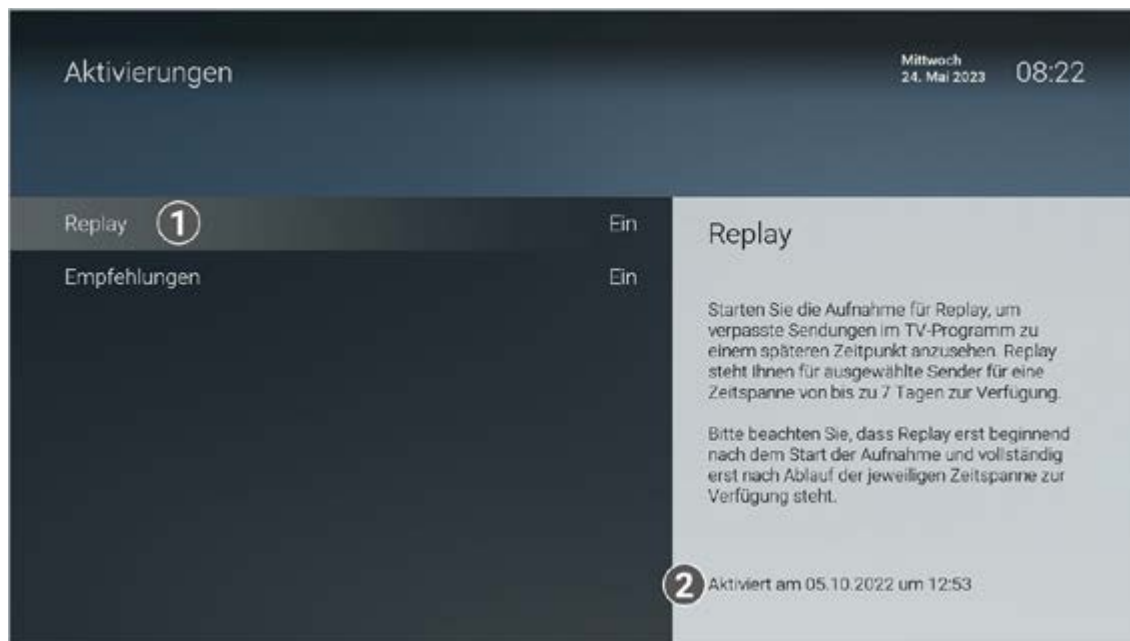 Aktivierungen
Mittwoch
24. Mai 2023
08:22
Replay 1 Ein
Empfehlungen Ein
Replay
Starten Sie die Aufnahme für Replay, um
verpasste Sendungen im TV-Programm zu
einem späteren Zeitpunkt anzusehen. Replay
steht Ihnen für ausgewählte Sender für eine
Zeitspanne von bis zu 7 Tagen zur Verfügung.
Bitte beachten Sie, dass Replay erst beginnend
nach dem Start der Aufnahme und vollständig
erst nach Ablauf der jeweiligen Zeitspanne zur
Verfügung steht.
2 Aktiviert am 05.10.2022 um 12:53